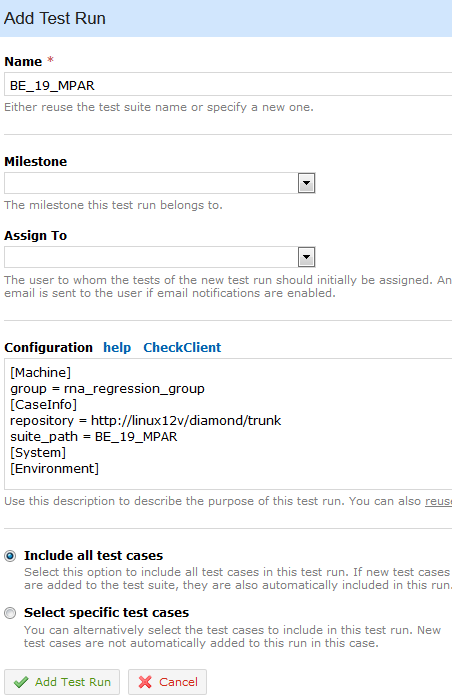 Add Test Run
Name *
BE_19_MPAR
Either reuse the test suite name or specify a new one.
Milestone
The milestone this test run belongs to.
Assign To
The user to whom the tests of the new test run should initially be assigned. An
email is sent to the user if email notifications are enabled.
Configuration help CheckClient
[Machine]
group = rna_regression_group
[CaseInfo]
repository = http://linux12v/diamond/trunk
suite_path = BE_19_MPAR
[System]
[Environment]
Use this description to describe the purpose of this test run. You can also reuse
Include all test cases
Select this option to include all test cases in this test run. If new test cases
are added to the test suite, they are also automatically included in this run.
Select specific test cases
You can alternatively select the test cases to include in this test run. New
test cases are not automatically added to this run in this case.
Add Test Run Cancel